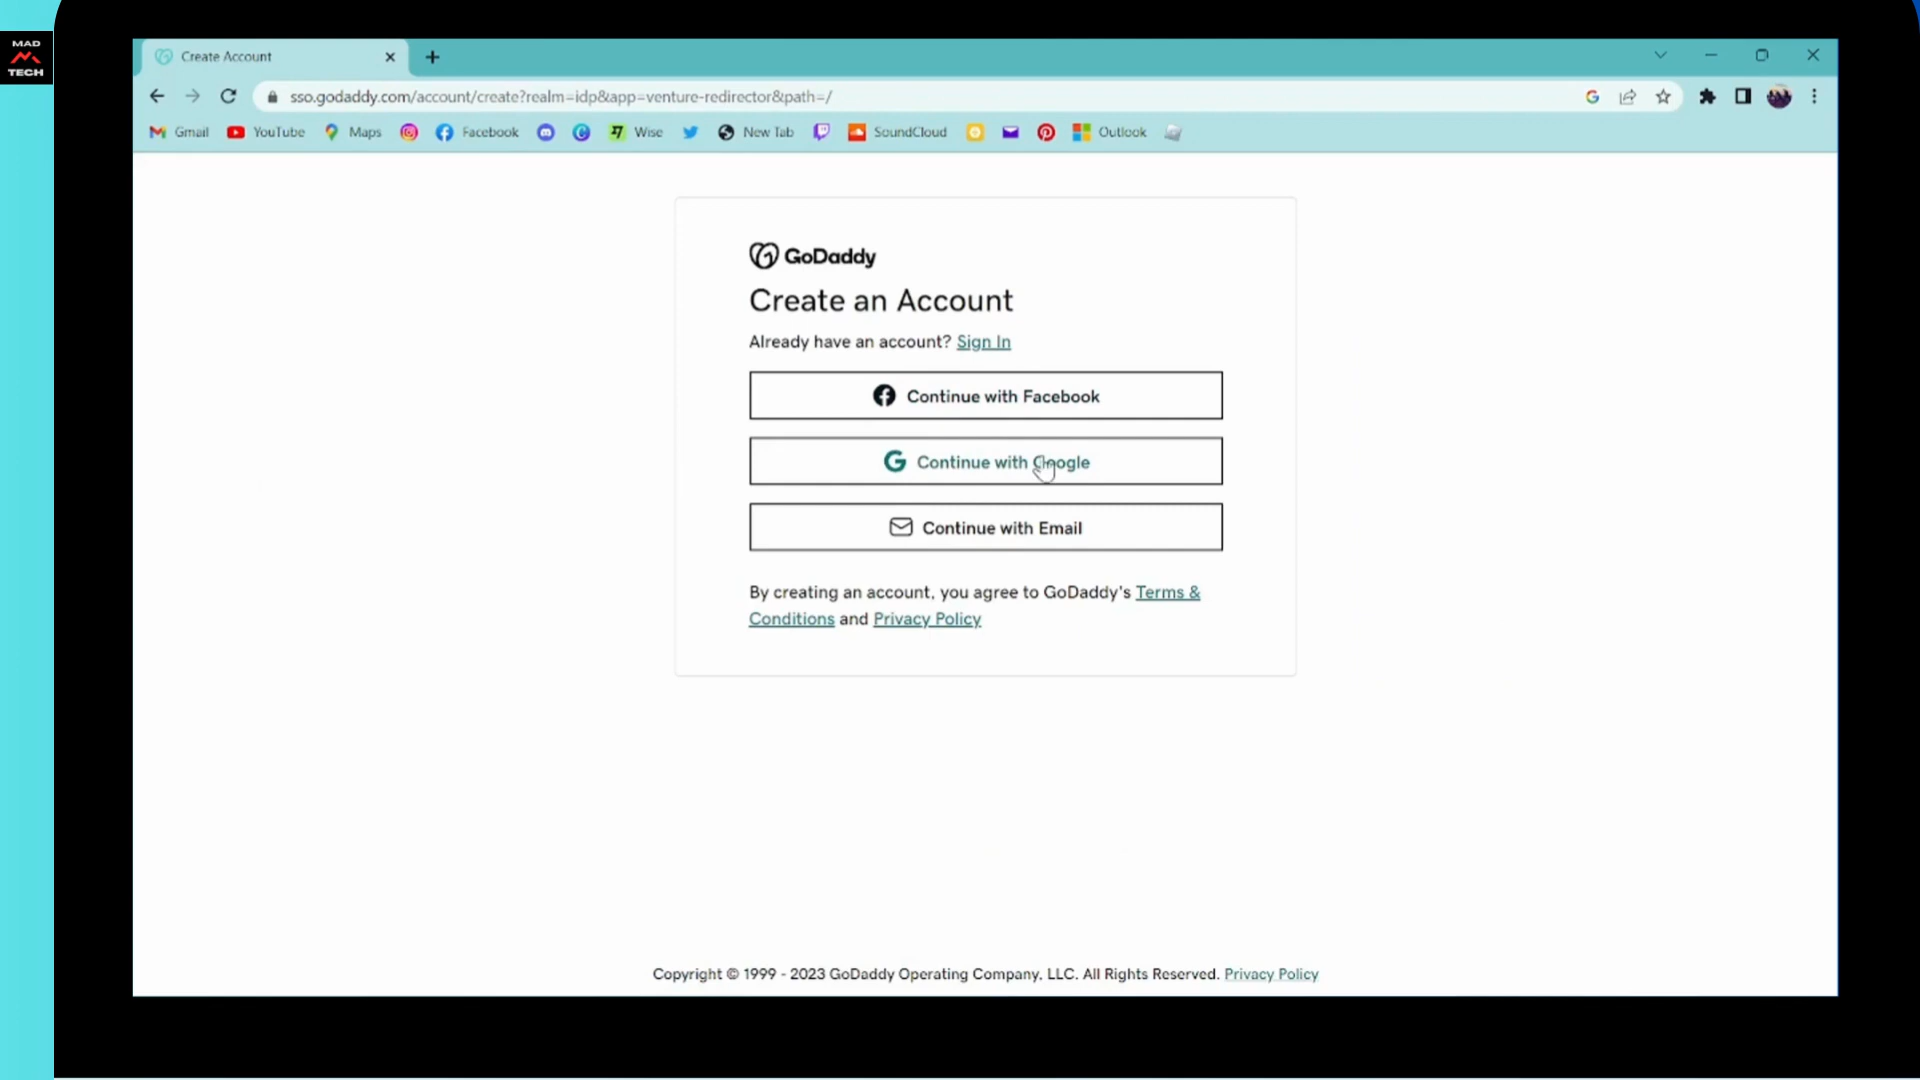 MAD
TECH
Create Account
sso.godaddy.com/account/create?realm=idp&app=venture-redirector&path=/
Gmail YouTube Maps Facebook Wise New Tab SoundCloud Outlook
GoDaddy
Create an Account
Already have an account? Sign In
Continue with Facebook
Continue with Google
Continue with Email
By creating an account, you agree to GoDaddy's Terms &
Conditions and Privacy Policy
Copyright © 1999 - 2023 GoDaddy Operating Company, LLC. All Rights Reserved. Privacy Policy